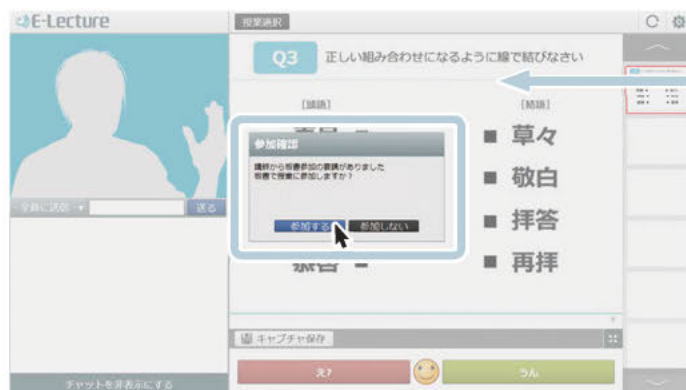 E-Lecture
授業選択
Q3 正しい組み合わせになるように線で結びなさい
[頭語]
[結語]
草々
敬白
拝答
再拝
参加確認
講師から板書参加の要請がありました
板書で授業に参加しますか?
参加する
参加しない
全員に送信
送る
キャプチャ保存
え?
うん
チャットを非表示にする